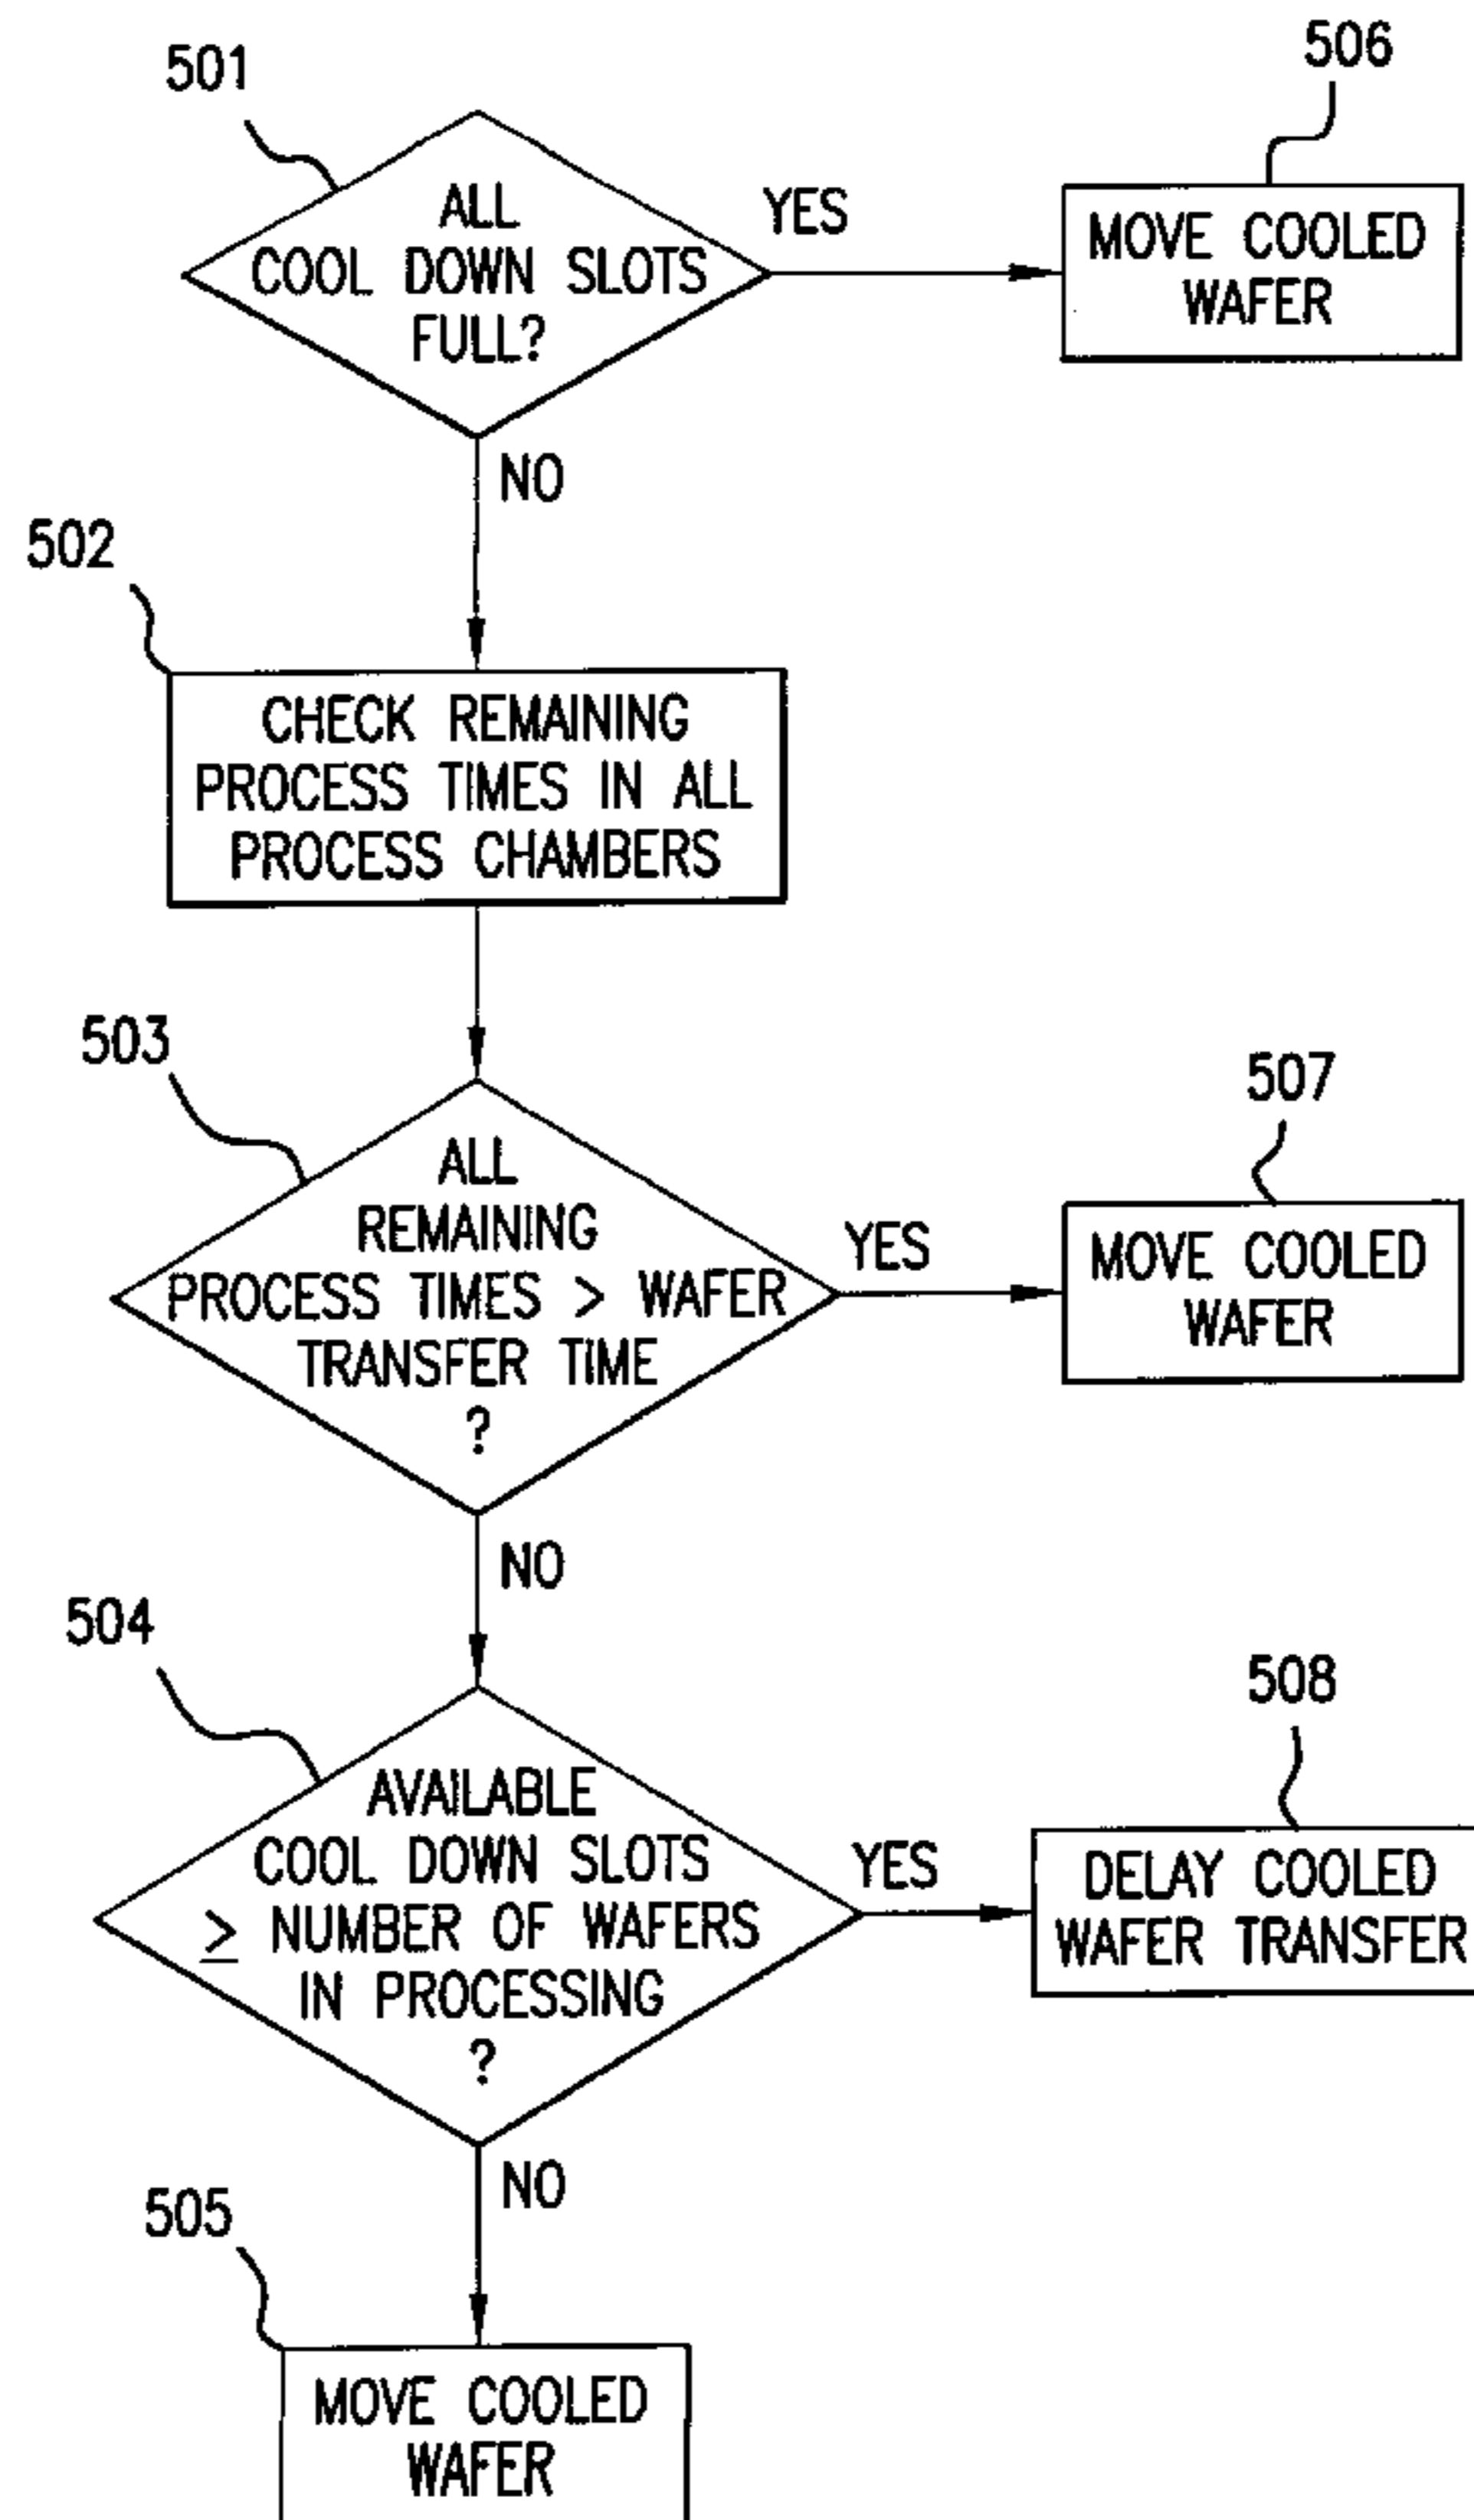 501
506
ALL
COOL DOWN SLOTS
FULL?
YES
MOVE COOLED
WAFER
NO
502
CHECK REMAINING
PROCESS TIMES IN ALL
PROCESS CHAMBERS
503
507
ALL
REMAINING
PROCESS TIMES > WAFER
TRANSFER TIME
?
YES
MOVE COOLED
WAFER
NO
504
508
AVAILABLE
COOL DOWN SLOTS
≥ NUMBER OF WAFERS
IN PROCESSING
?
YES
DELAY COOLED
WAFER TRANSFER
NO
505
MOVE COOLED
WAFER